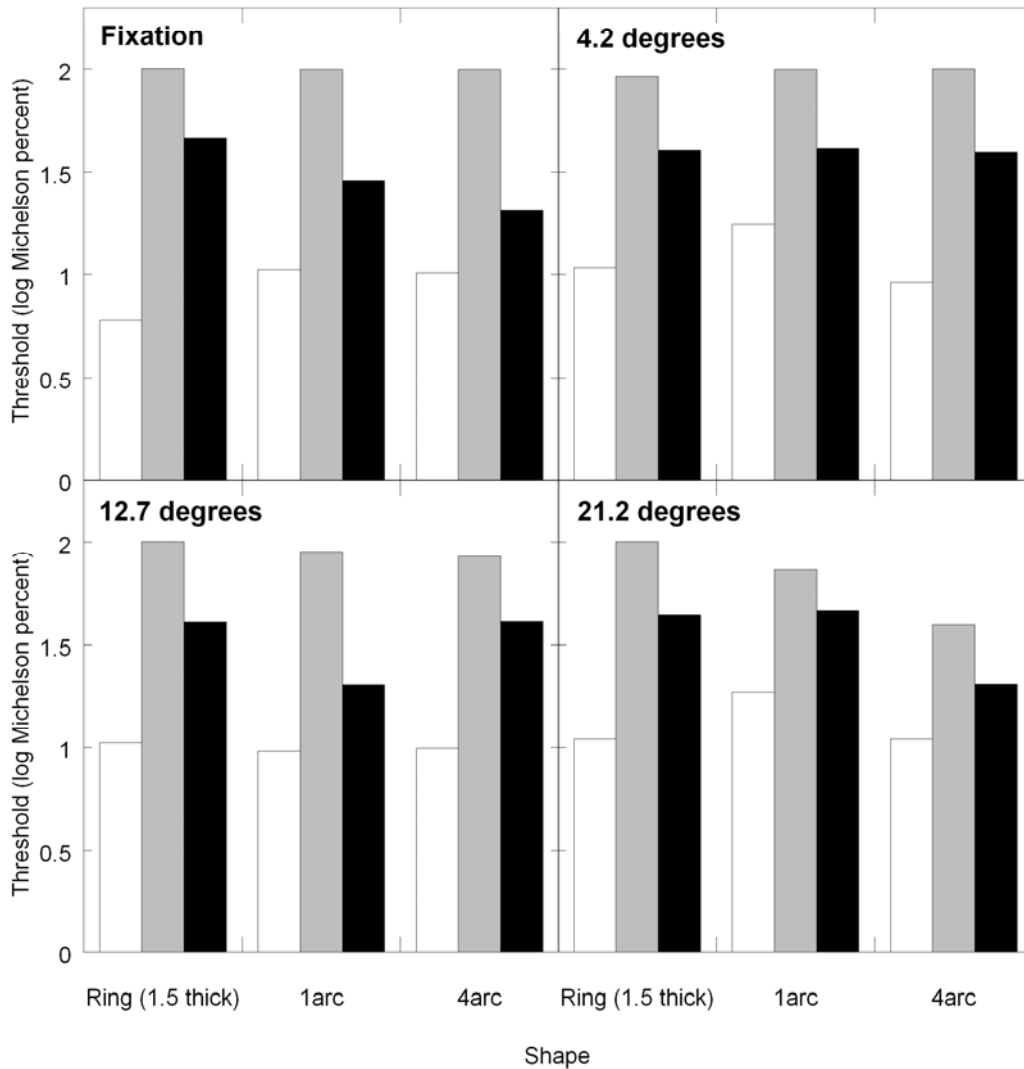 Fixation
4.2 degrees
Threshold (log Michelson percent)
2
1.5
1
0.5
0
12.7 degrees
21.2 degrees
Threshold (log Michelson percent)
2
1.5
1
0.5
0
Ring (1.5 thick) 1arc 4arc Ring (1.5 thick) 1arc 4arc
Shape